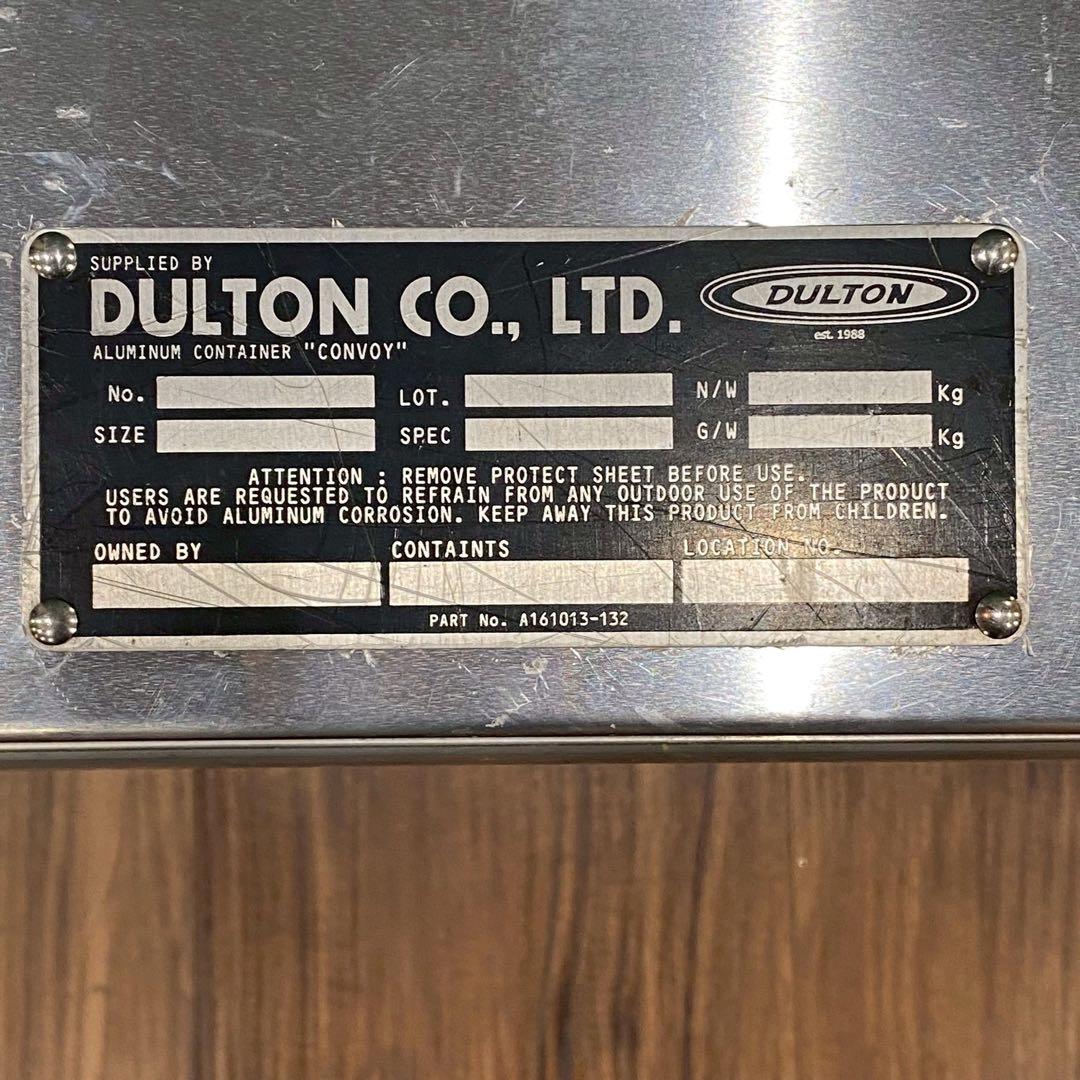 SUPPLIED BY
DULTON CO., LTD.
DULTON
est. 1988
ALUMINUM CONTAINER "CONVOY"
No. LOT. N/W Kg
SIZE SPEC G/W Kg
ATTENTION : REMOVE PROTECT SHEET BEFORE USE.
USERS ARE REQUESTED TO REFRAIN FROM ANY OUTDOOR USE OF THE PRODUCT
TO AVOID ALUMINUM CORROSION. KEEP AWAY THIS PRODUCT FROM CHILDREN.
OWNED BY CONTAINTS LOCATION NO.
PART No. A161013-132